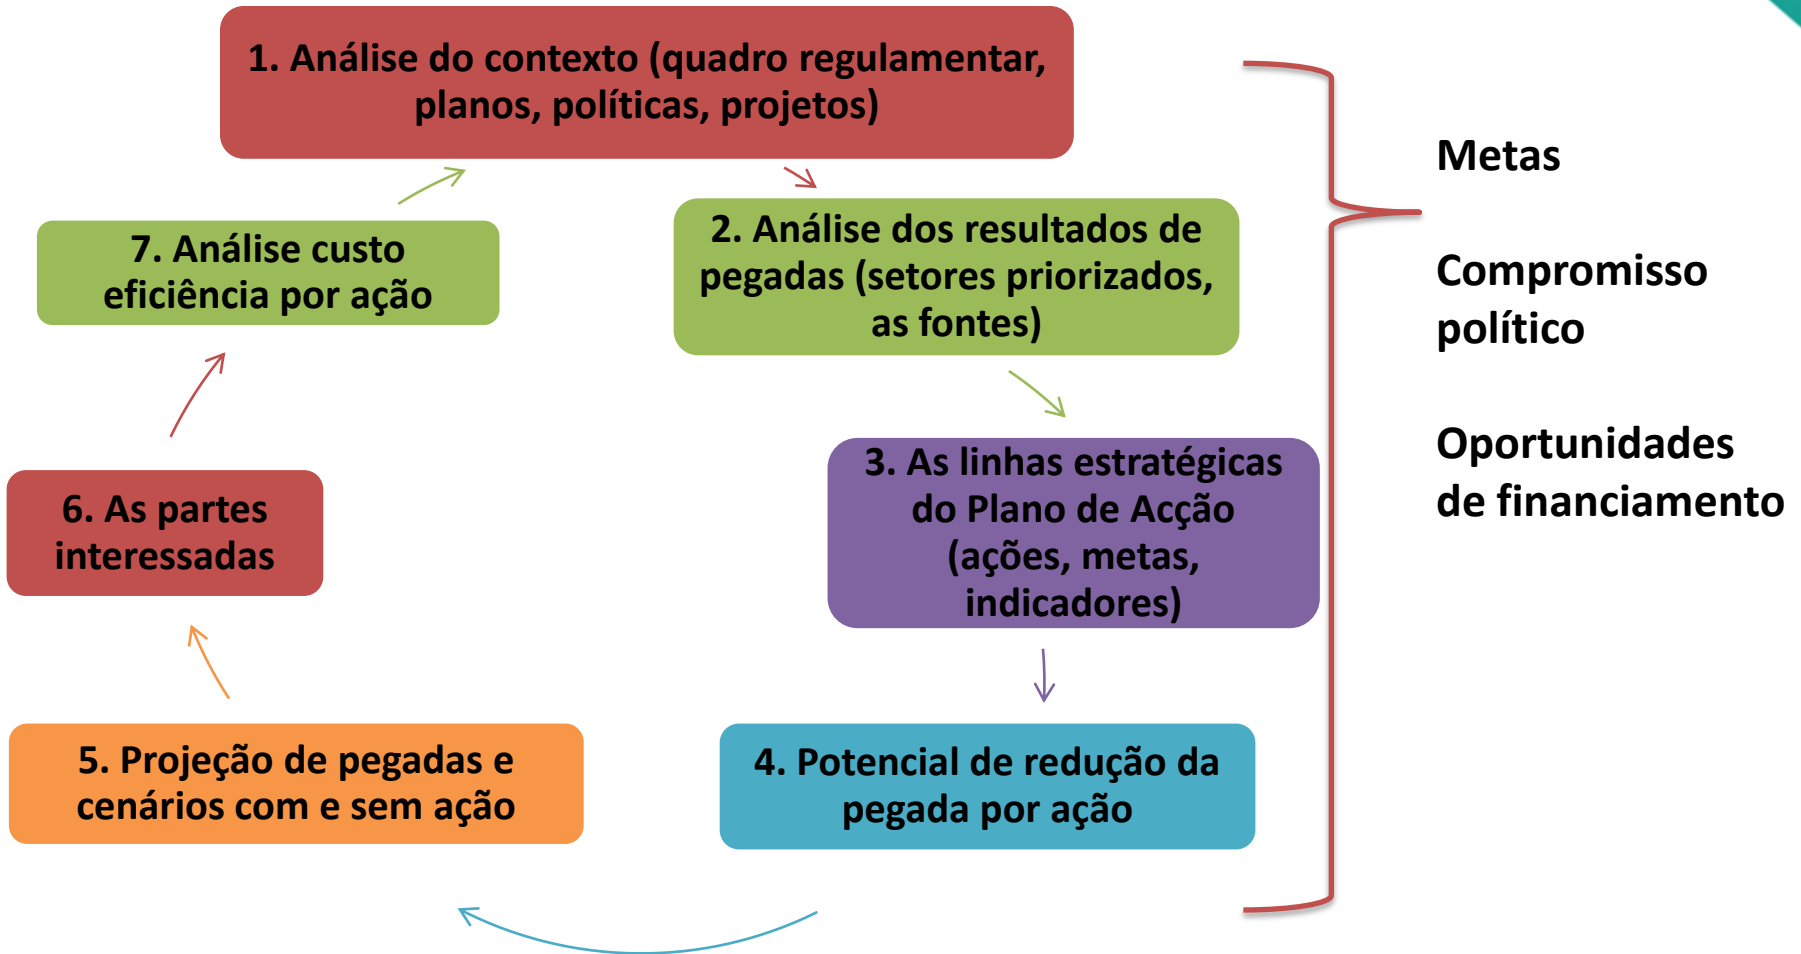 1. Análise do contexto (quadro regulamentar,
planos, políticas, projetos)
2. Análise dos resultados de
pegadas (setores priorizados,
as fontes)
3. As linhas estratégicas
do Plano de Acção
(ações, metas,
indicadores)
4. Potencial de redução da
pegada por ação
5. Projeção de pegadas e
cenários com e sem ação
6. As partes
interessadas
7. Análise custo
eficiência por ação
Metas
Compromisso
político
Oportunidades
de financiamento